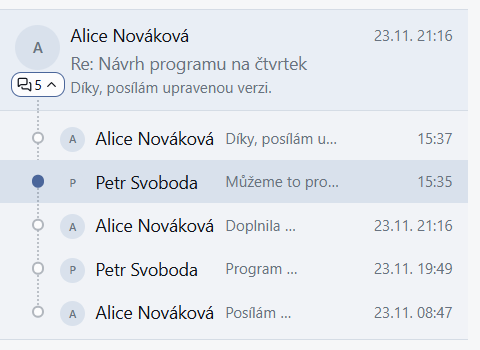 A
Alice Nováková 23.11. 21:16
Re: Návrh programu na čtvrtek
5 Díky, posílám upravenou verzi.
A Alice Nováková Díky, posílám u... 15:37
P Petr Svoboda Můžeme to pro... 15:35
A Alice Nováková Doplnila ... 23.11. 21:16
P Petr Svoboda Program ... 23.11. 19:49
A Alice Nováková Posílám ... 23.11. 08:47